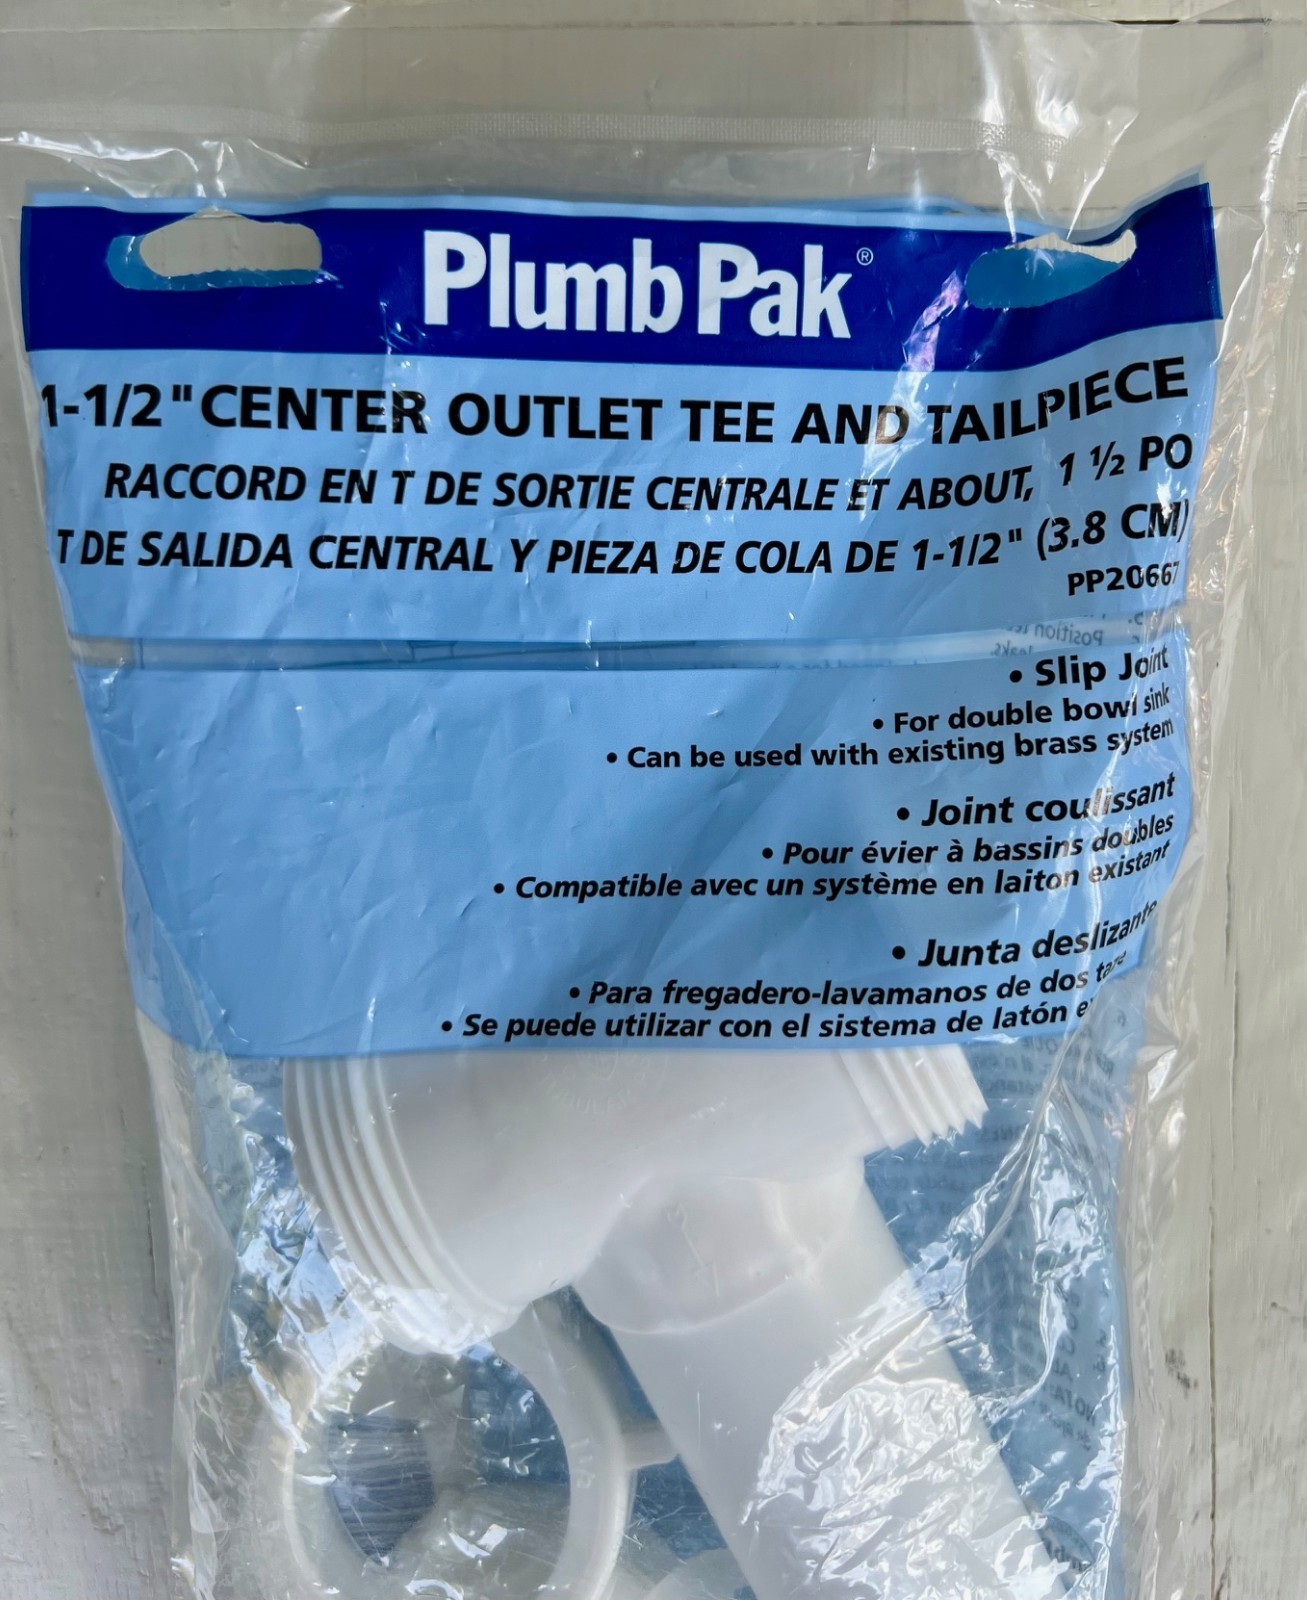 Plumb Pak®
1-1/2" CENTER OUTLET TEE AND TAILPIECE
RACCORD EN T DE SORTIE CENTRALE ET ABOUT, 1 ½ PO
T DE SALIDA CENTRAL Y PIEZA DE COLA DE 1-1/2" (3.8 CM)
PP20667
Position
leaks
• Slip Joint
• For double bowl sink
• Can be used with existing brass system
• Joint coulissant
• Pour évier à bassins doubles
• Compatible avec un système en laiton existant
• Junta deslizante
• Para fregadero-lavamanos de dos
• Se puede utilizar con el sistema de latón